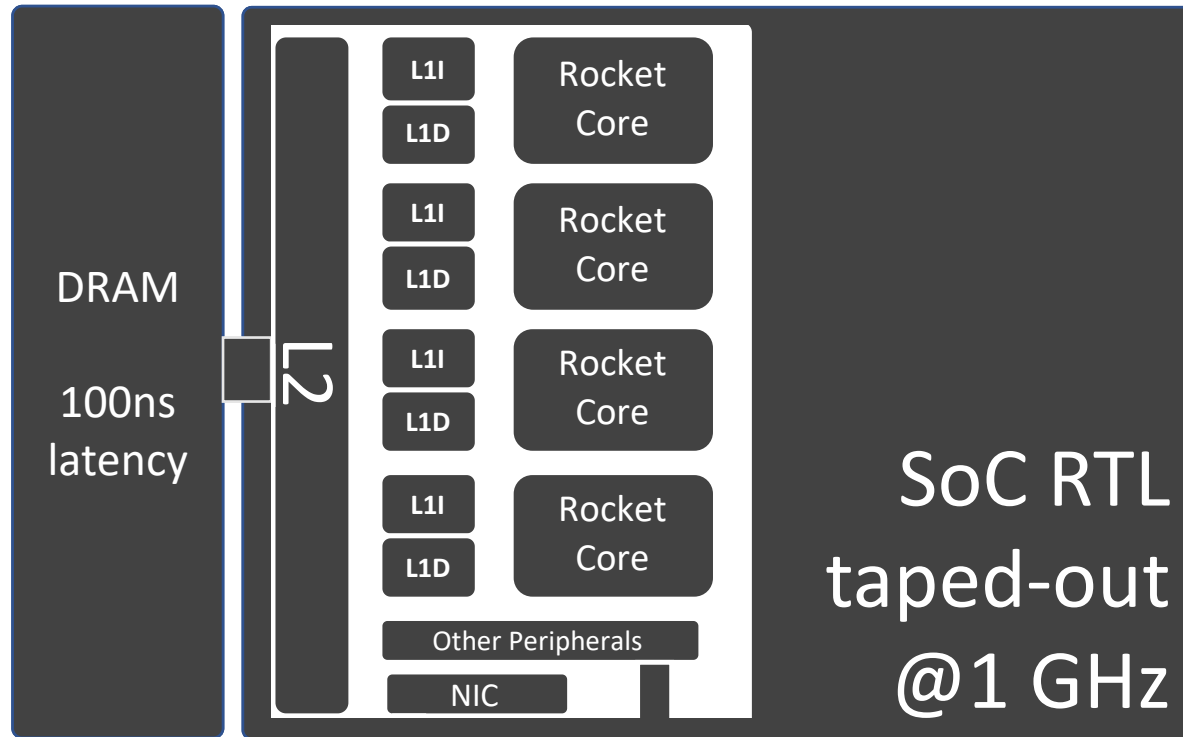 DRAM
100ns
latency
L2
L1I
L1D
Rocket
Core
L1I
L1D
Rocket
Core
L1I
L1D
Rocket
Core
L1I
L1D
Rocket
Core
Other Peripherals
NIC
SoC RTL
taped-out
@1 GHz